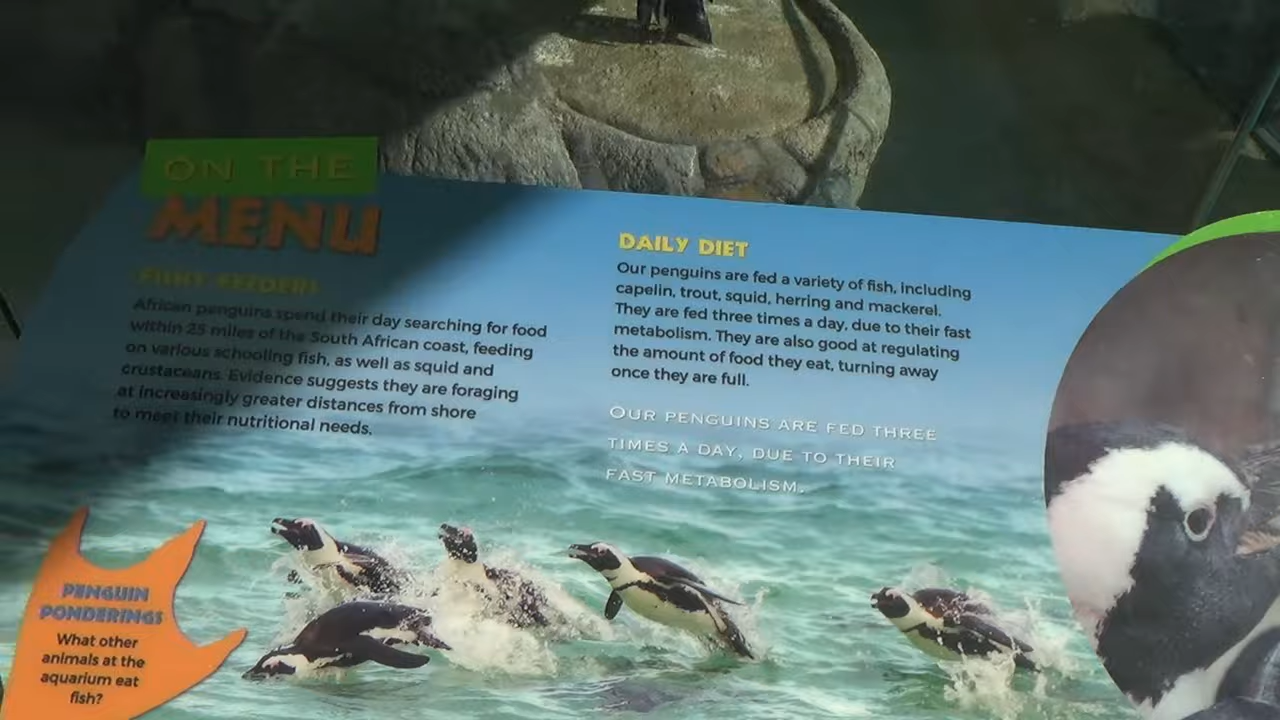 ON THE
MENU
FISHY FEEDERS
African penguins spend their day searching for food
within 25 miles of the South African coast, feeding
on various schooling fish, as well as squid and
crustaceans. Evidence suggests they are foraging
at increasingly greater distances from shore
to meet their nutritional needs.
DAILY DIET
Our penguins are fed a variety of fish, including
capelin, trout, squid, herring and mackerel.
They are fed three times a day, due to their fast
metabolism. They are also good at regulating
the amount of food they eat, turning away
once they are full.
OUR PENGUINS ARE FED THREE
TIMES A DAY, DUE TO THEIR
FAST METABOLISM.
PENGUIN
PONDERINGS
What other
animals at the
aquarium eat
fish?